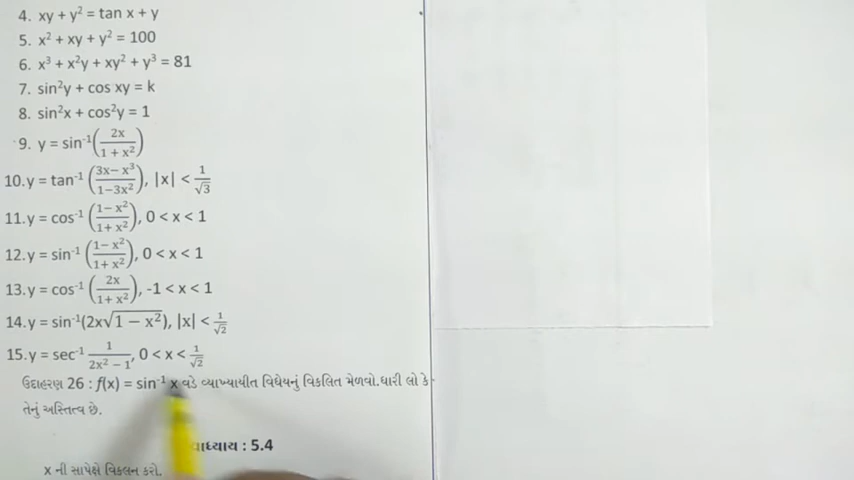 4. xy + y² = tan x + y
5. x² + xy + y² = 100
6. x³ + x²y + xy² + y³ = 81
7. sin²y + cos xy = k
8. sin²x + cos²y = 1
9. y = sin⁻¹(2x/(1 + x²))
10. y = tan⁻¹((3x− x³)/(1−3x²)), |x| < 1/√3
11. y = cos⁻¹((1− x²)/(1+ x²)), 0 < x < 1
12. y = sin⁻¹((1− x²)/(1+ x²)), 0 < x < 1
13. y = cos⁻¹(2x/(1+ x²)), -1 < x < 1
14. y = sin⁻¹(2x√(1 − x²)), |x| < 1/√2
15. y = sec⁻¹ 1/(2x² − 1), 0 < x < 1/√2
ઉદાહરણ 26 : f(x) = sin⁻¹ x વડે વ્યાખ્યાયીત વિધેયનું વિકલિત મેળવો.ધારી લો કે
તેનું અસ્તિત્વ છે.
: 5.4
x ની સાપેક્ષે વિકલન કરો.